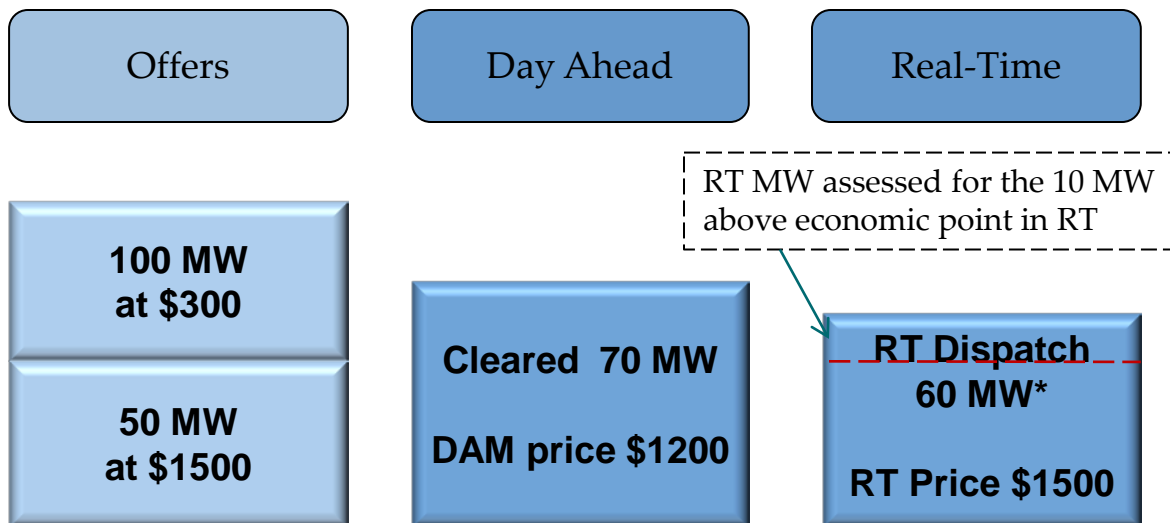 Offers
Day Ahead
Real-Time
RT MW assessed for the 10 MW
above economic point in RT
100 MW
at $300
50 MW
at $1500
Cleared 70 MW
DAM price $1200
RT Dispatch
60 MW*
RT Price $1500